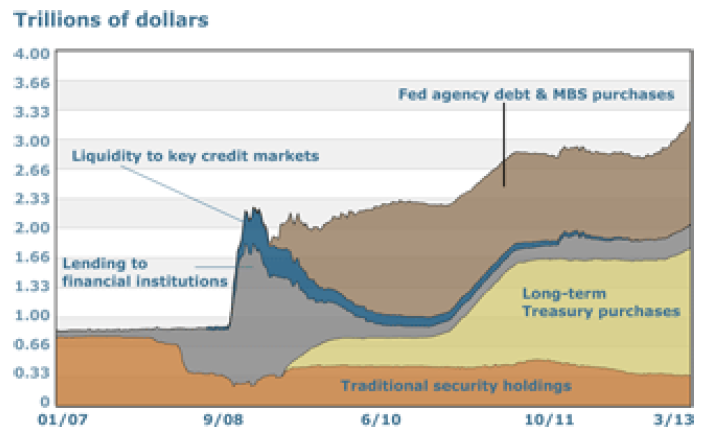 Trillions of dollars
4.00
3.66
3.33
3.00
2.66
2.33
2.00
1.66
1.33
1.00
0.66
0.33
0
Fed agency debt & MBS purchases
Liquidity to key credit markets
Lending to
financial institutions
Long-term
Treasury purchases
Traditional security holdings
01/07
9/08
6/10
10/11
3/13